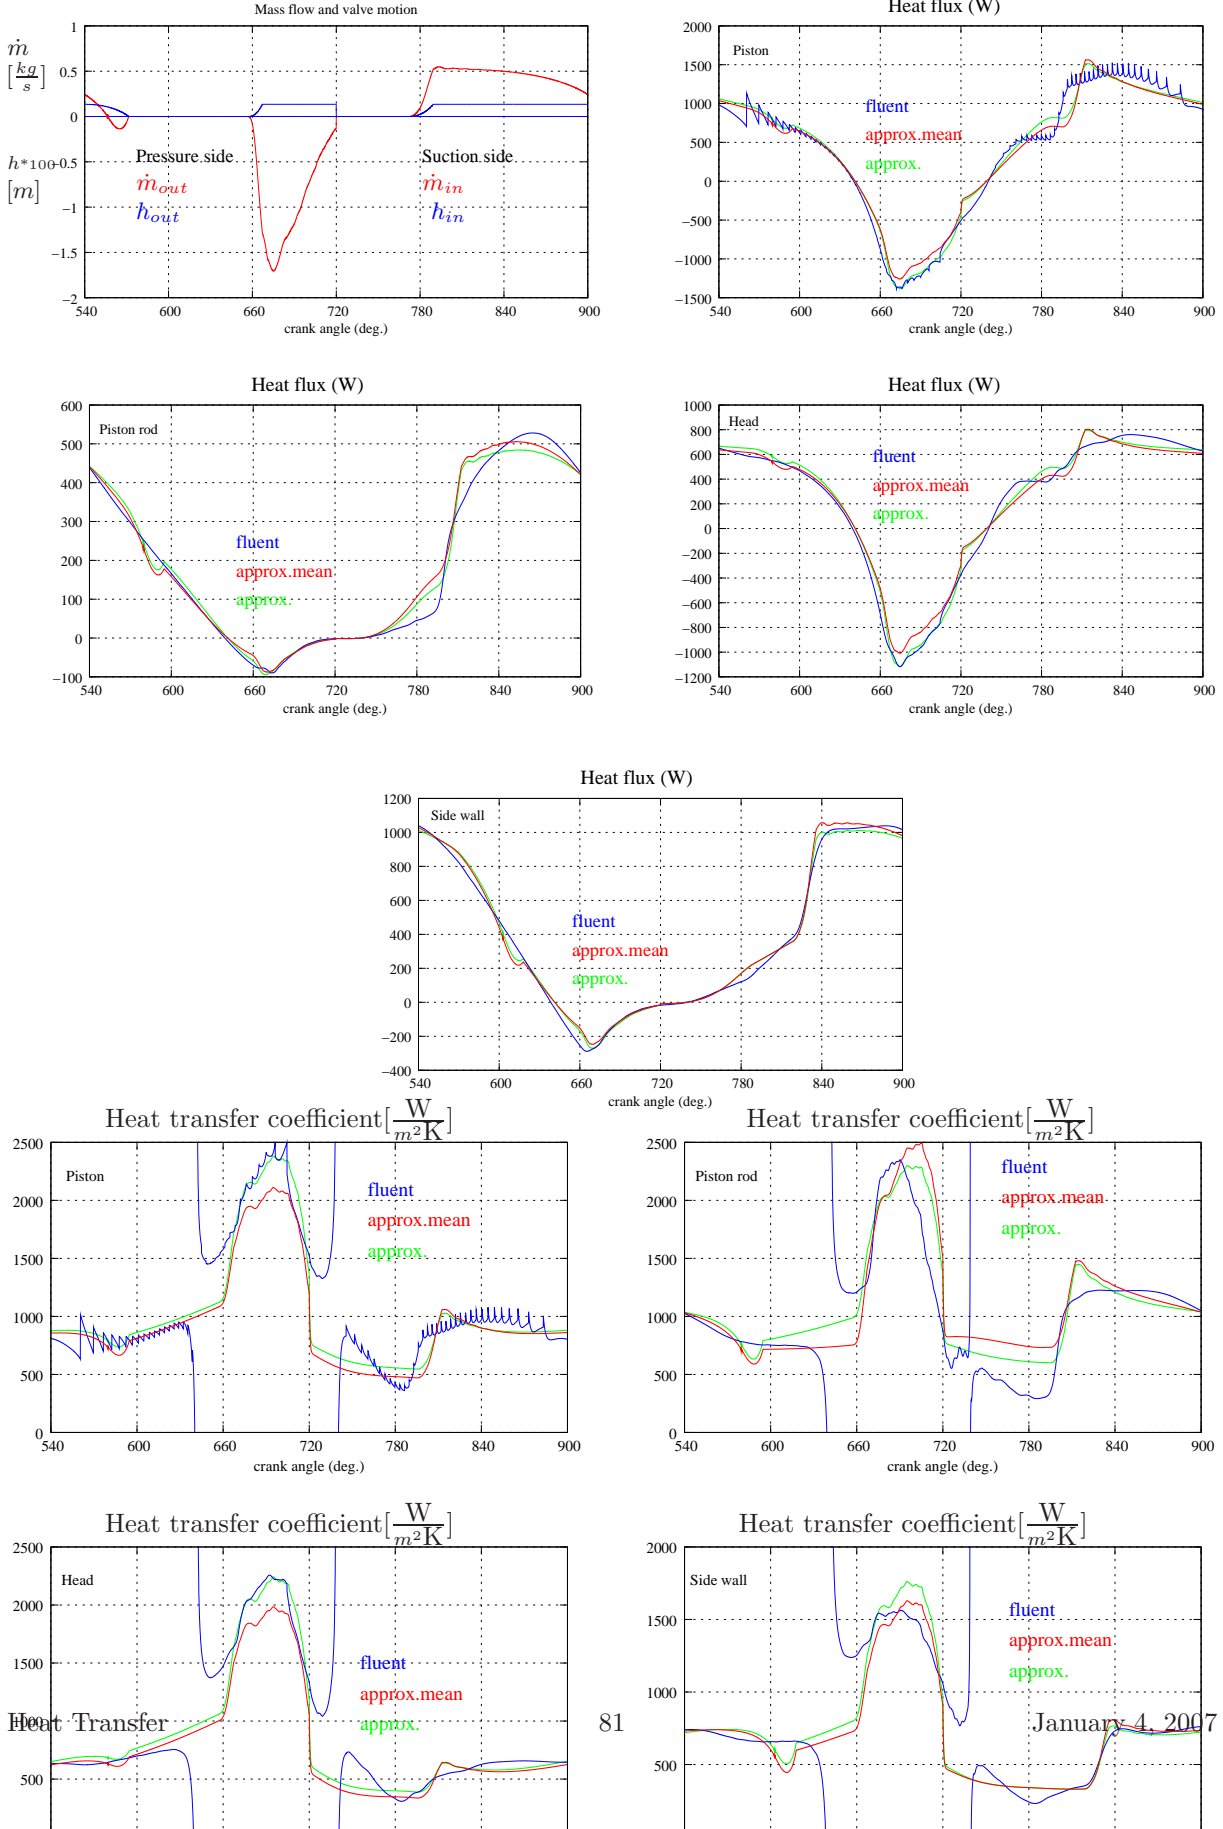 Mass flow and valve motion
ṁ
[kg/s]
h*100
[m]
1
0.5
0
−0.5
−1
−1.5
−2
Pressure side
ṁout
hout
Suction side
ṁin
hin
540 600 660 720 780 840 900
crank angle (deg.)
Heat flux (W)
Piston
2000
1500
1000
500
0
−500
−1000
−1500
fluent
approx.mean
approx.
540 600 660 720 780 840 900
crank angle (deg.)
Heat flux (W)
Piston rod
600
500
400
300
200
100
0
−100
fluent
approx.mean
approx.
540 600 660 720 780 840 900
crank angle (deg.)
Heat flux (W)
Head
1000
800
600
400
200
0
−200
−400
−600
−800
−1000
−1200
fluent
approx.mean
approx.
540 600 660 720 780 840 900
crank angle (deg.)
Heat flux (W)
Side wall
1200
1000
800
600
400
200
0
−200
−400
fluent
approx.mean
approx.
540 600 660 720 780 840 900
crank angle (deg.)
Heat transfer coefficient[W/m²K]
Piston
2500
2000
1500
1000
500
0
fluent
approx.mean
approx.
540 600 660 720 780 840 900
crank angle (deg.)
Heat transfer coefficient[W/m²K]
Piston rod
2500
2000
1500
1000
500
0
fluent
approx.mean
approx.
540 600 660 720 780 840 900
crank angle (deg.)
Heat transfer coefficient[W/m²K]
Head
2500
2000
1500
1000
500
fluent
approx.mean
approx.
Heat transfer coefficient[W/m²K]
Side wall
2000
1500
1000
500
fluent
approx.mean
approx.
Heat Transfer 81 January 4, 2007